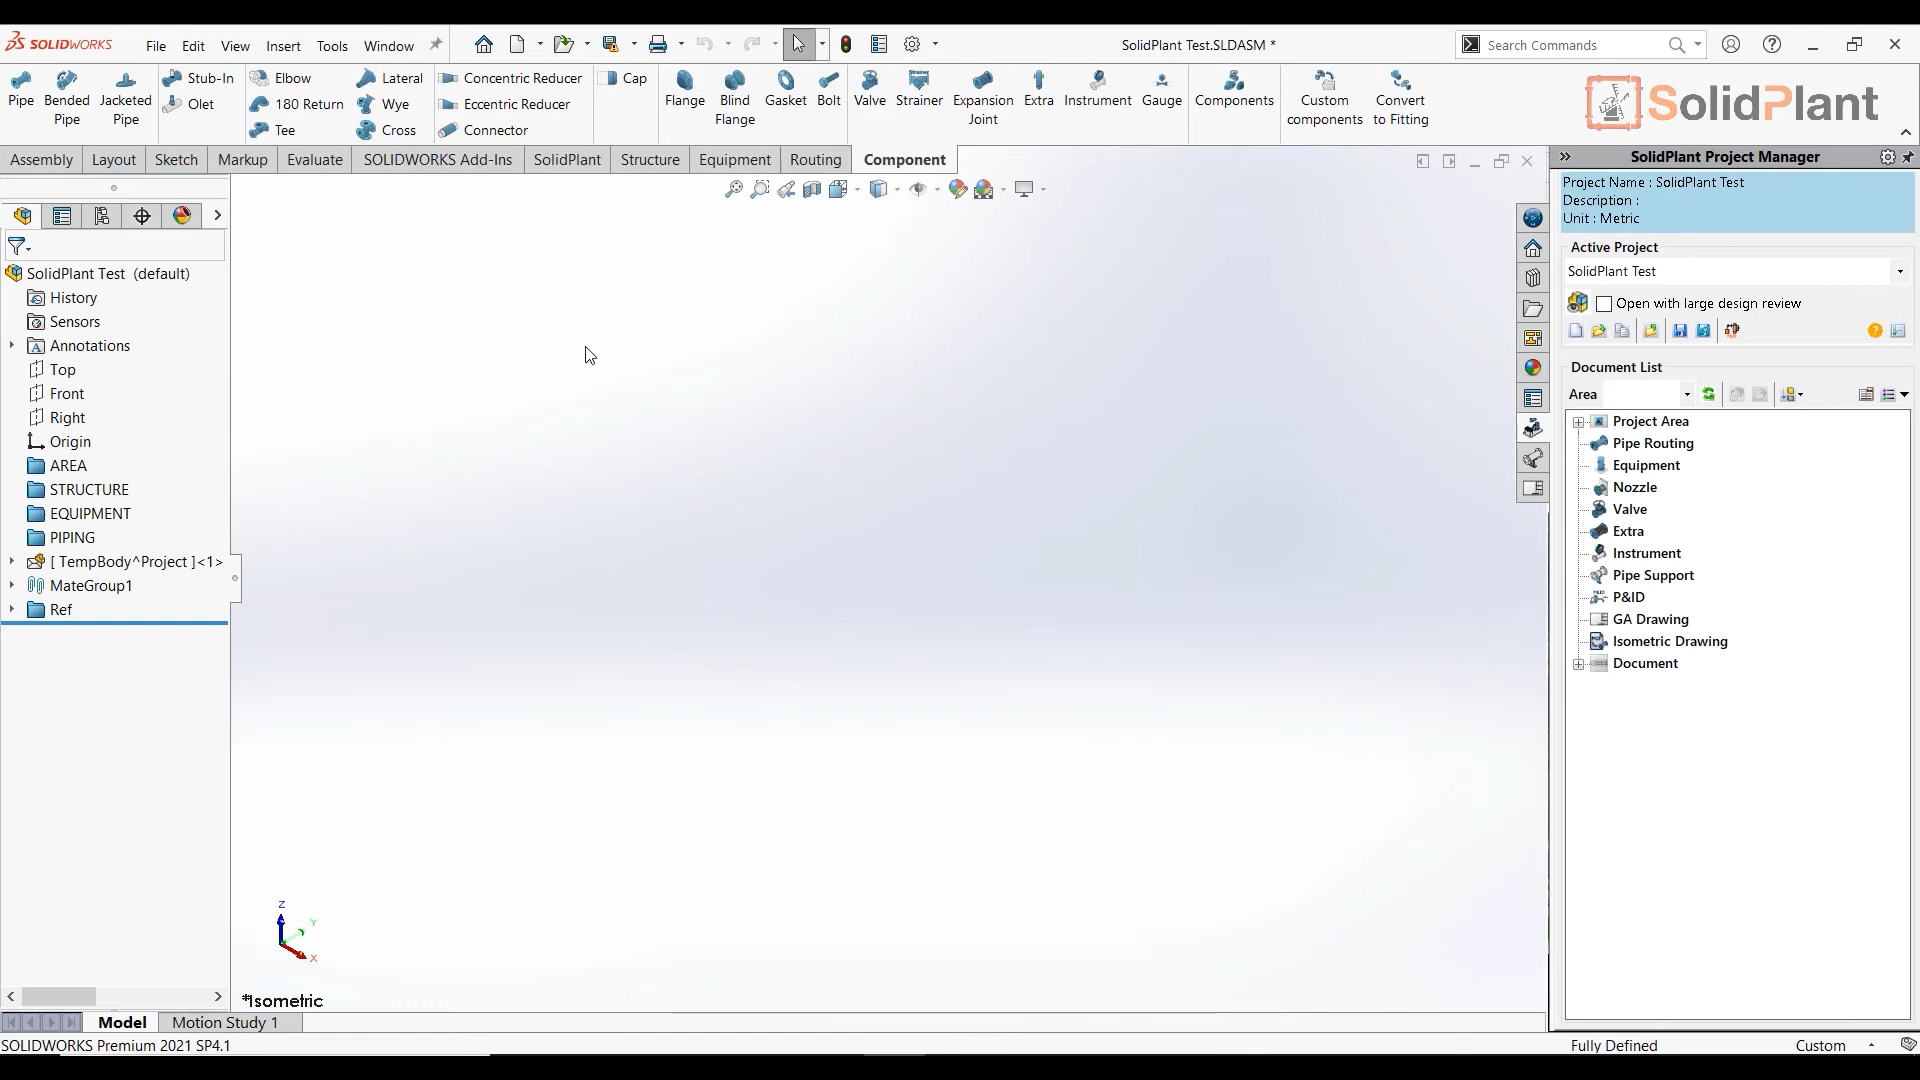 SOLIDWORKS
File Edit View Insert Tools Window
SolidPlant Test.SLDASM *
Search Commands
Pipe
Bended Pipe
Jacketed Pipe
Stub-In
Olet
Elbow
180 Return
Tee
Lateral
Wye
Cross
Concentric Reducer
Eccentric Reducer
Connector
Cap
Flange
Blind Flange
Gasket
Bolt
Valve
Strainer
Expansion Joint
Extra
Instrument
Gauge
Components
Custom components
Convert to Fitting
SolidPlant
Assembly Layout Sketch Markup Evaluate SOLIDWORKS Add-Ins SolidPlant Structure Equipment Routing Component
SolidPlant Test (default)
History
Sensors
Annotations
Top
Front
Right
Origin
AREA
STRUCTURE
EQUIPMENT
PIPING
[ TempBody^Project ]<1>
MateGroup1
Ref
Z
Y
X
*Isometric
Model Motion Study 1
SOLIDWORKS Premium 2021 SP4.1
SolidPlant Project Manager
Project Name : SolidPlant Test
Description :
Unit : Metric
Active Project
SolidPlant Test
Open with large design review
Document List
Area
Project Area
Pipe Routing
Equipment
Nozzle
Valve
Extra
Instrument
Pipe Support
P&ID
GA Drawing
Isometric Drawing
Document
Fully Defined
Custom